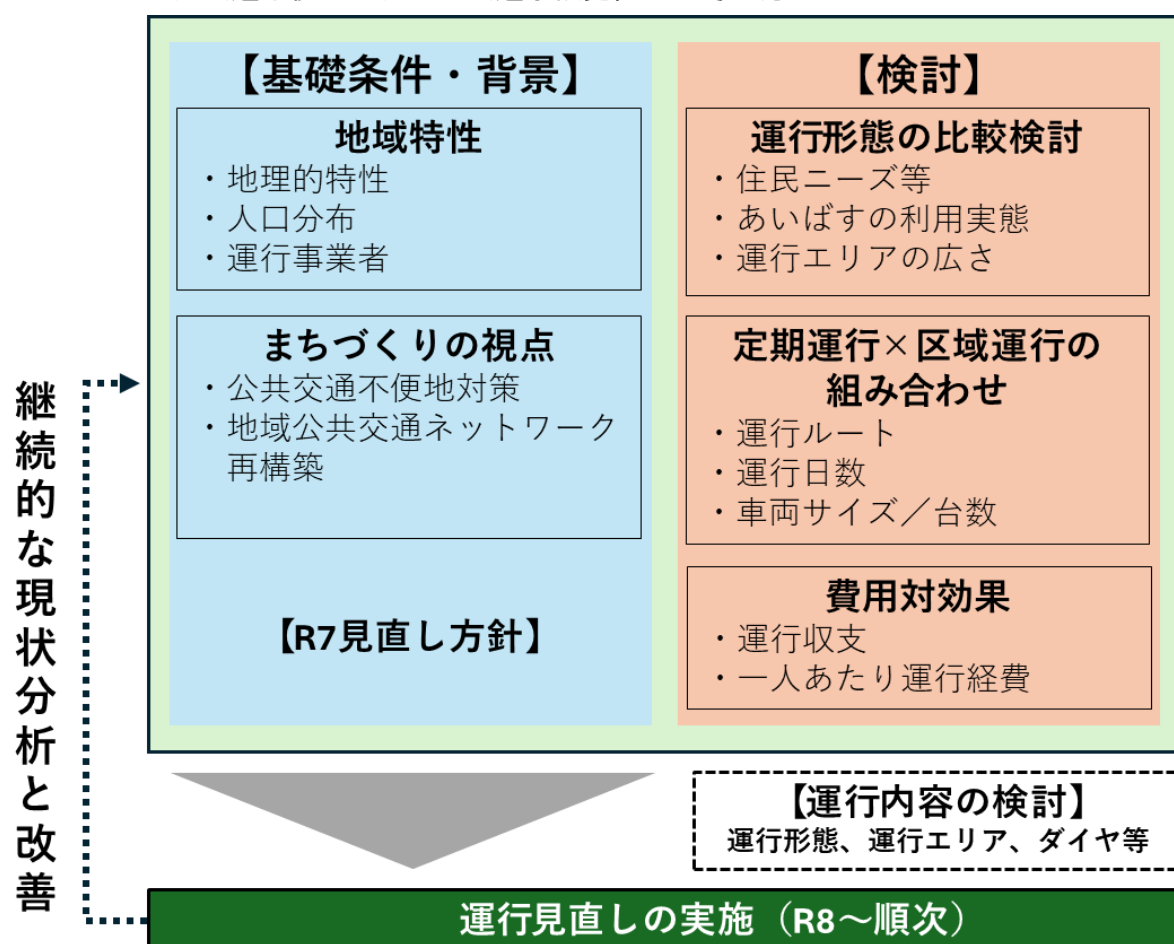 【基礎条件・背景】
地域特性
・地理的特性
・人口分布
・運行事業者
まちづくりの視点
・公共交通不便地対策
・地域公共交通ネットワーク
再構築
【R7見直し方針】
【検討】
運行形態の比較検討
・住民ニーズ等
・あいばすの利用実態
・運行エリアの広さ
定期運行×区域運行の
組み合わせ
・運行ルート
・運行日数
・車両サイズ／台数
費用対効果
・運行収支
・一人あたり運行経費
継続的な現状分析と改善
【運行内容の検討】
運行形態、運行エリア、ダイヤ等
運行見直しの実施（R8～順次）